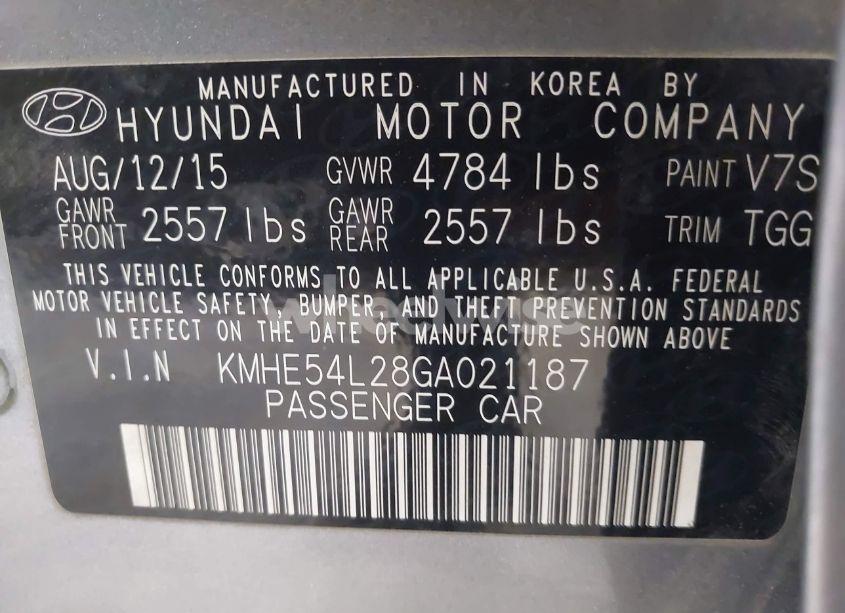 MANUFACTURED IN KOREA BY
HYUNDAI MOTOR COMPANY
AUG/12/15 GVWR 4784 lbs PAINT V7S
GAWR FRONT 2557 lbs GAWR REAR 2557 lbs TRIM TGG
THIS VEHICLE CONFORMS TO ALL APPLICABLE U.S.A. FEDERAL
MOTOR VEHICLE SAFETY, BUMPER, AND THEFT PREVENTION STANDARDS
IN EFFECT ON THE DATE OF MANUFACTURE SHOWN ABOVE
V.I.N KMHE54L28GA021187
PASSENGER CAR